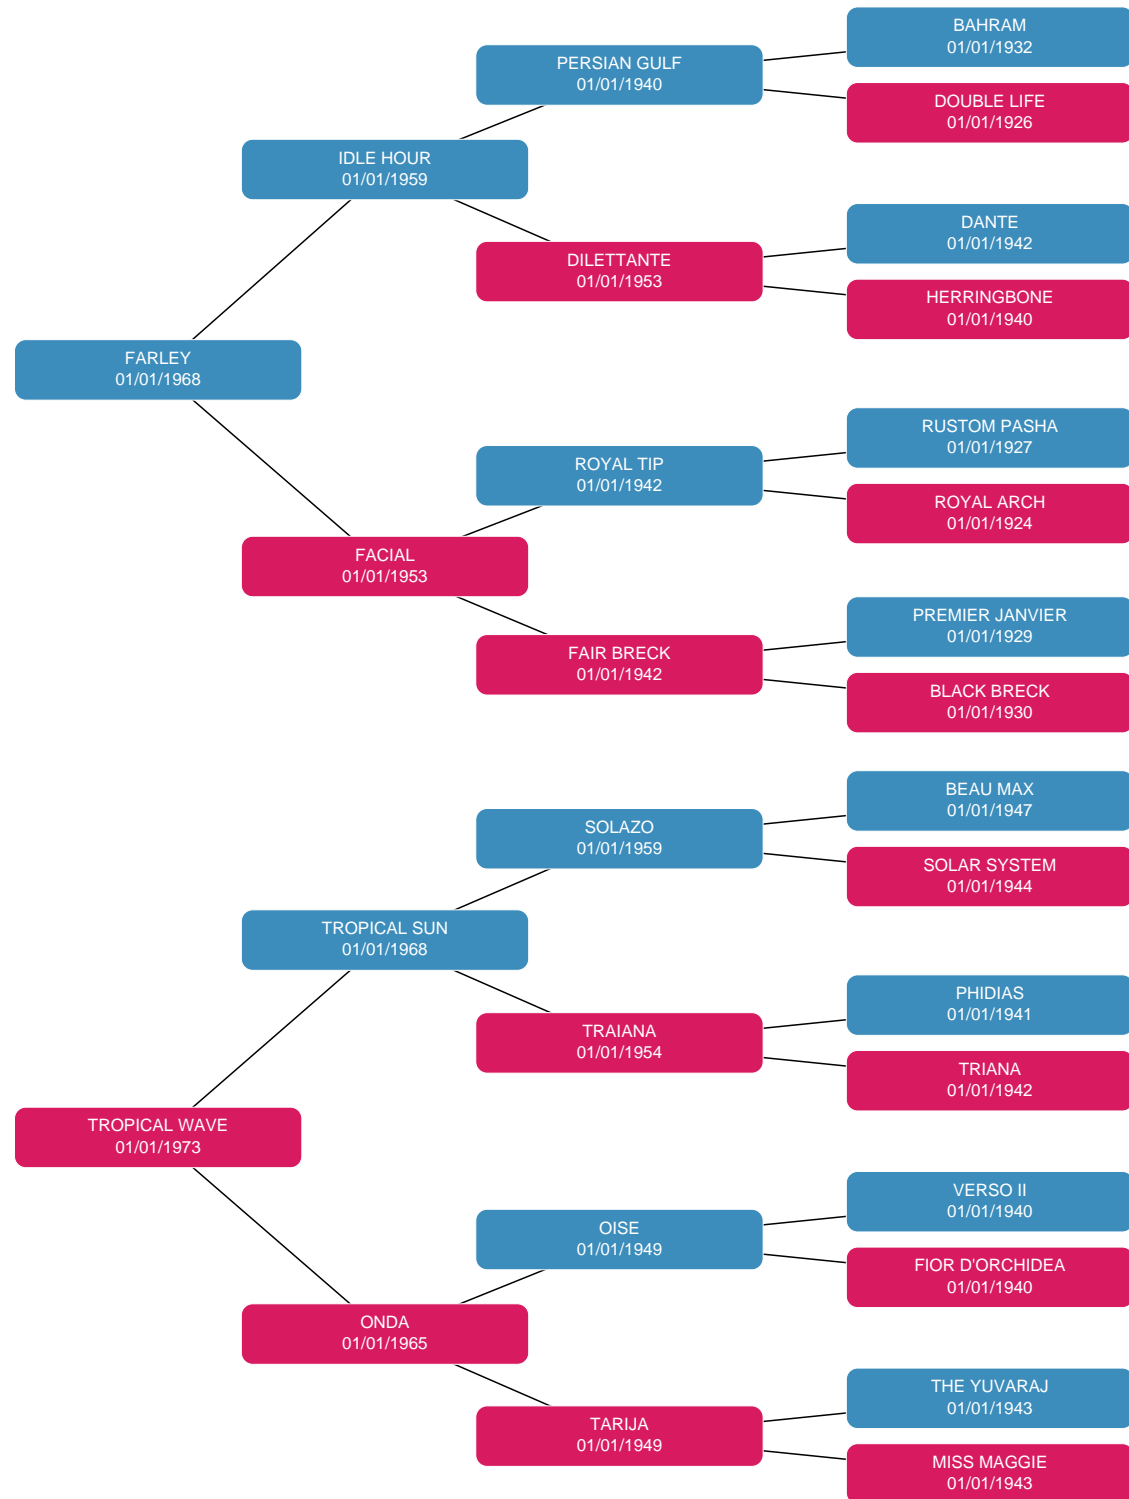 BAHRAM
01/01/1932
PERSIAN GULF
01/01/1940
DOUBLE LIFE
01/01/1926
IDLE HOUR
01/01/1959
DANTE
01/01/1942
DILETTANTE
01/01/1953
HERRINGBONE
01/01/1940
FARLEY
01/01/1968
RUSTOM PASHA
01/01/1927
ROYAL TIP
01/01/1942
ROYAL ARCH
01/01/1924
FACIAL
01/01/1953
PREMIER JANVIER
01/01/1929
FAIR BRECK
01/01/1942
BLACK BRECK
01/01/1930
BEAU MAX
01/01/1947
SOLAZO
01/01/1959
SOLAR SYSTEM
01/01/1944
TROPICAL SUN
01/01/1968
PHIDIAS
01/01/1941
TRAIANA
01/01/1954
TRIANA
01/01/1942
TROPICAL WAVE
01/01/1973
VERSO II
01/01/1940
OISE
01/01/1949
FIOR D'ORCHIDEA
01/01/1940
ONDA
01/01/1965
THE YUVARAJ
01/01/1943
TARIJA
01/01/1949
MISS MAGGIE
01/01/1943